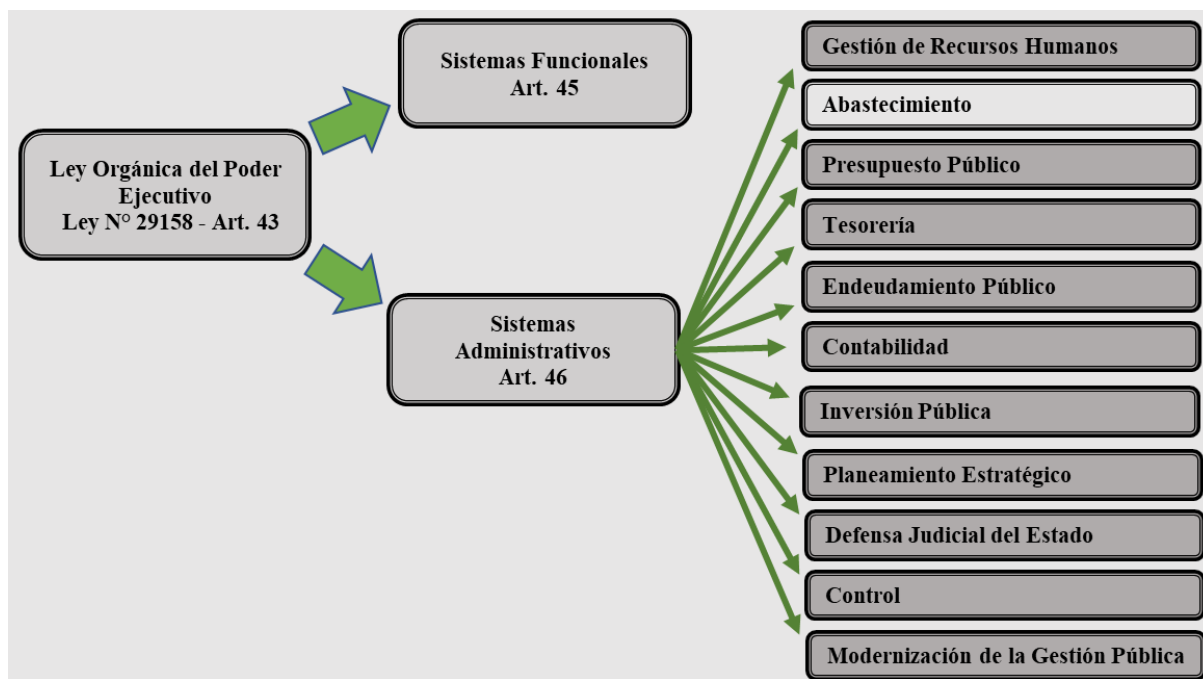 Ley Orgánica del Poder
Ejecutivo
Ley N° 29158 - Art. 43
Sistemas Funcionales
Art. 45
Sistemas
Administrativos
Art. 46
Gestión de Recursos Humanos
Abastecimiento
Presupuesto Público
Tesorería
Endeudamiento Público
Contabilidad
Inversión Pública
Planeamiento Estratégico
Defensa Judicial del Estado
Control
Modernización de la Gestión Pública